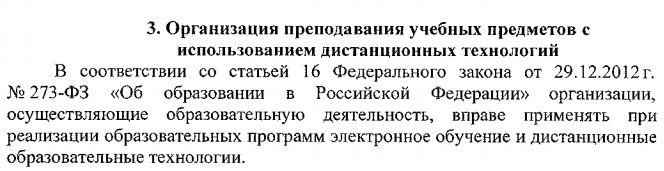 3. Организация преподавания учебных предметов с
использованием дистанционных технологий
В соответствии со статьей 16 Федерального закона от 29.12.2012г.
№ 273-ФЗ «Об образовании в Российской Федерации» организации,
осуществляющие образовательную деятельность, вправе применять при
реализации образовательных программ электронное обучение и дистанционные
образовательные технологии.